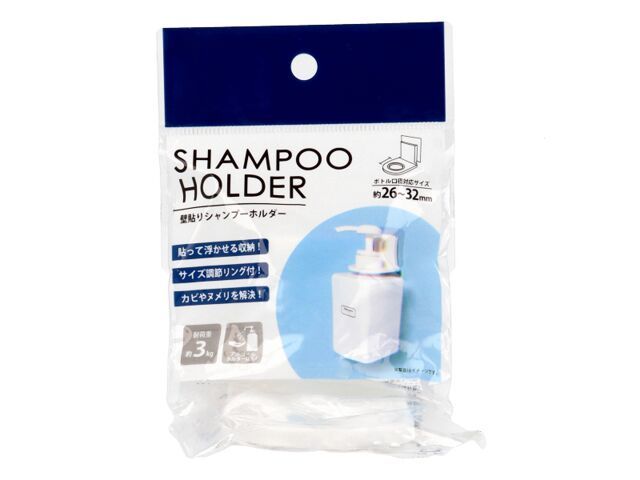 SHAMPOO
HOLDER
壁貼りシャンプーホルダー
ボトル口径対応サイズ
約26~32mm
貼って浮かせる収納！
サイズ調節リング付！
カビやヌメリを解決！
耐荷重
約3kg